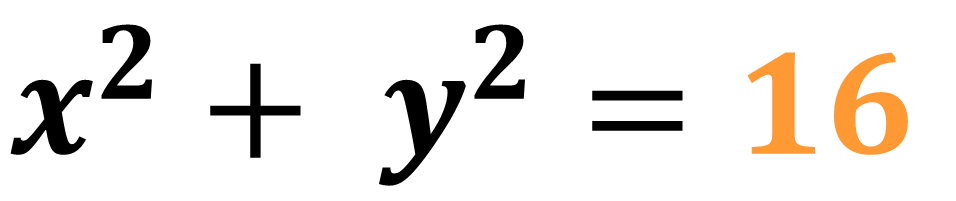 x² + y² = 16